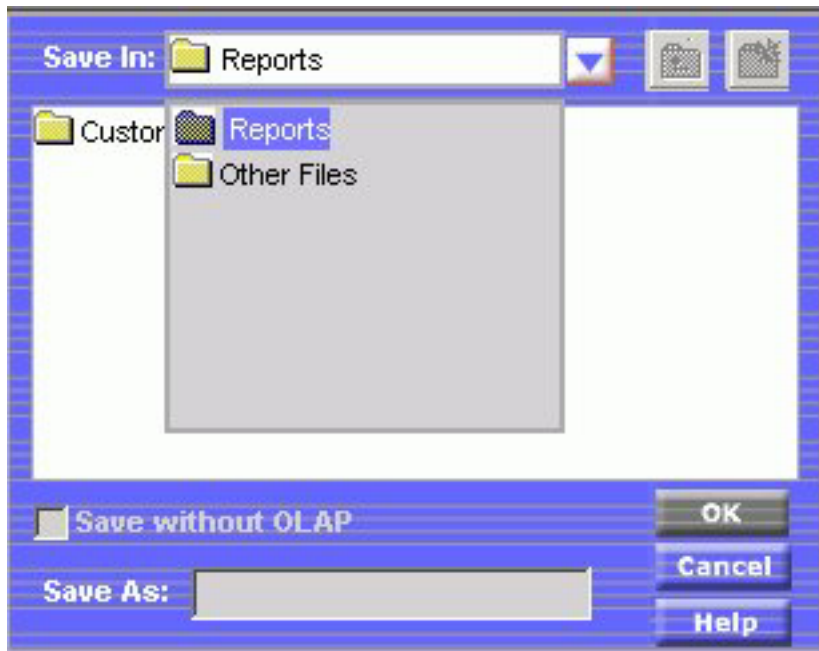 Save In: Reports
Custor Reports
Other Files
Save without OLAP
OK
Cancel
Save As:
Help